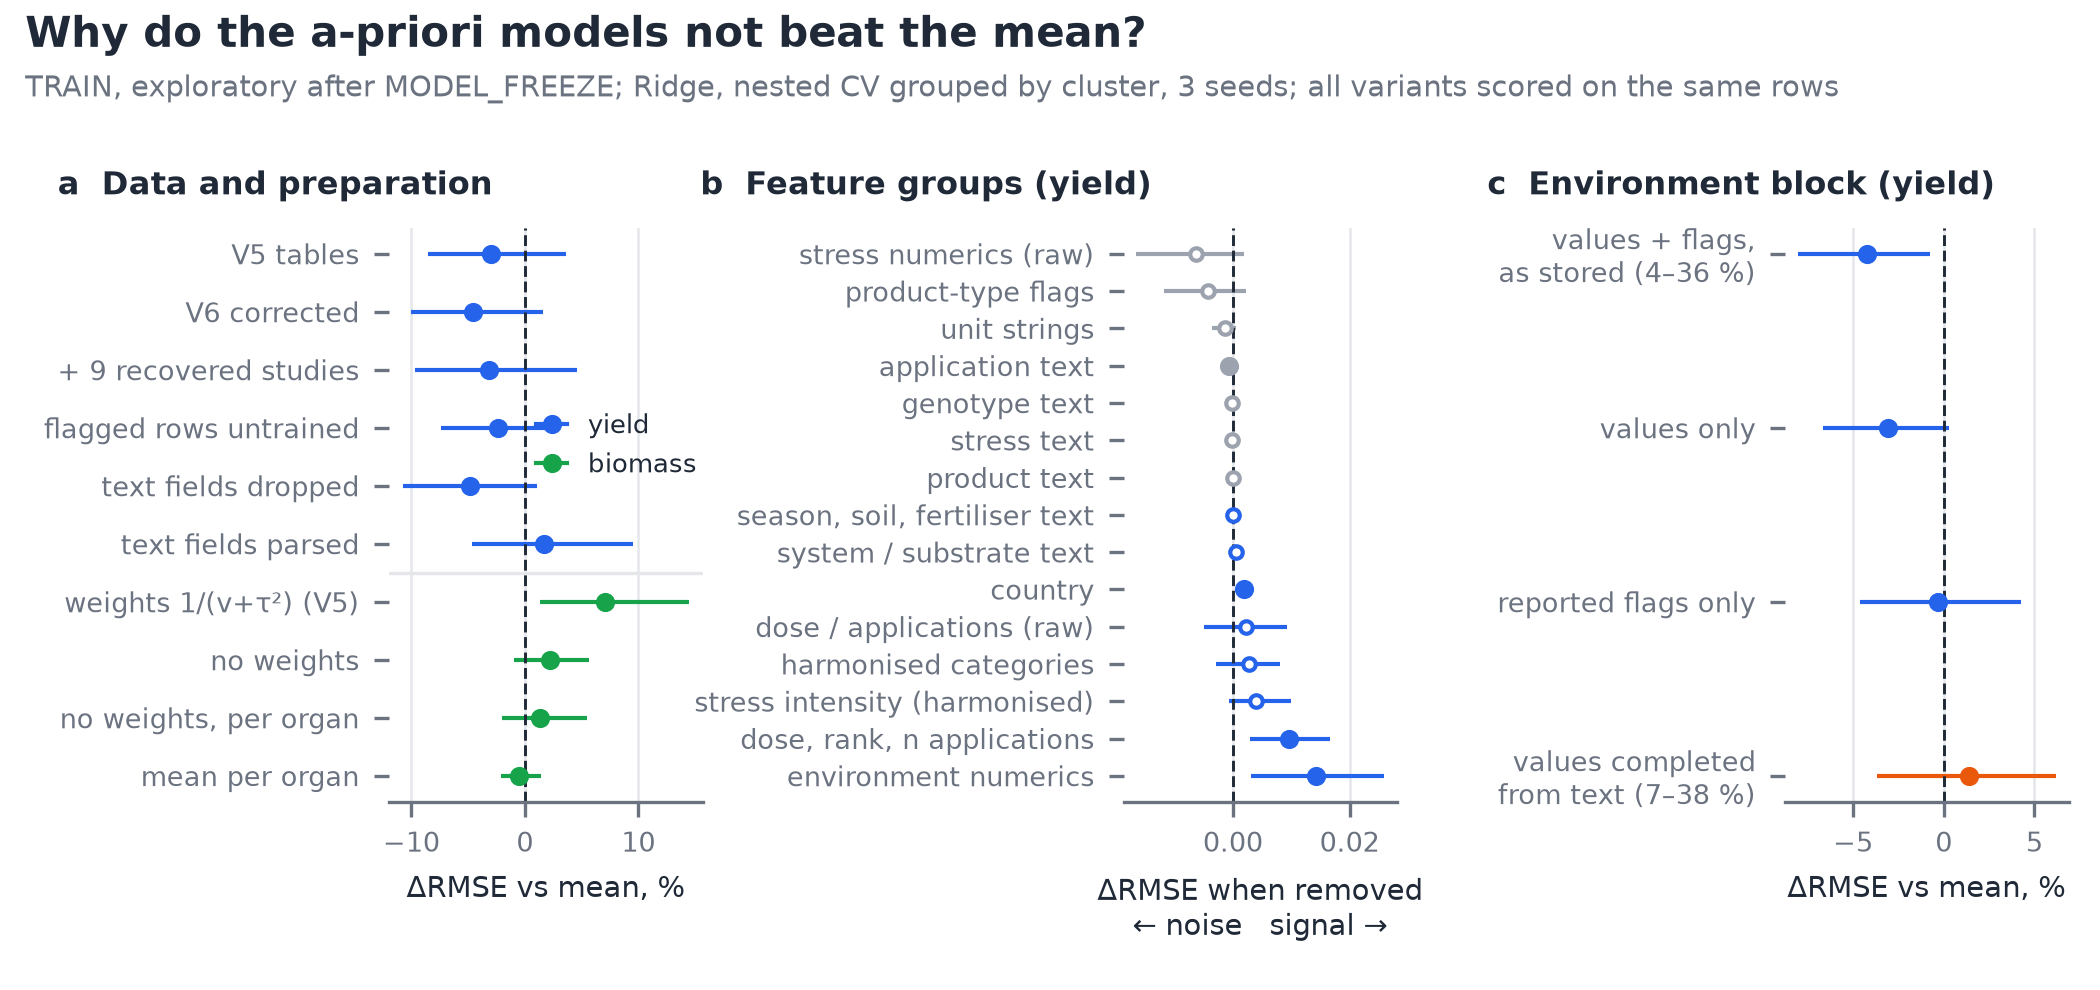 Why do the a-priori models not beat the mean?
TRAIN, exploratory after MODEL_FREEZE; Ridge, nested CV grouped by cluster, 3 seeds; all variants scored on the same rows
a Data and preparation
V5 tables
V6 corrected
+ 9 recovered studies
flagged rows untrained
text fields dropped
text fields parsed
weights 1/(v+τ²) (V5)
no weights
no weights, per organ
mean per organ
yield
biomass
−10 0 10
ΔRMSE vs mean, %
b Feature groups (yield)
stress numerics (raw)
product-type flags
unit strings
application text
genotype text
stress text
product text
season, soil, fertiliser text
system / substrate text
country
dose / applications (raw)
harmonised categories
stress intensity (harmonised)
dose, rank, n applications
environment numerics
0.00 0.02
ΔRMSE when removed
← noise signal →
c Environment block (yield)
values + flags,
as stored (4–36 %)
values only
reported flags only
values completed
from text (7–38 %)
−5 0 5
ΔRMSE vs mean, %